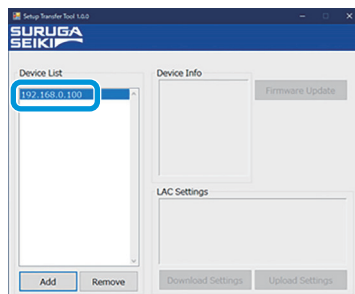 Setup Transfer Tool 1.0.0
SURUGA
SEIKI
Device List
192.168.0.100
Device Info
Firmware Update
LAC Settings
Add
Remove
Download Settings
Upload Settings